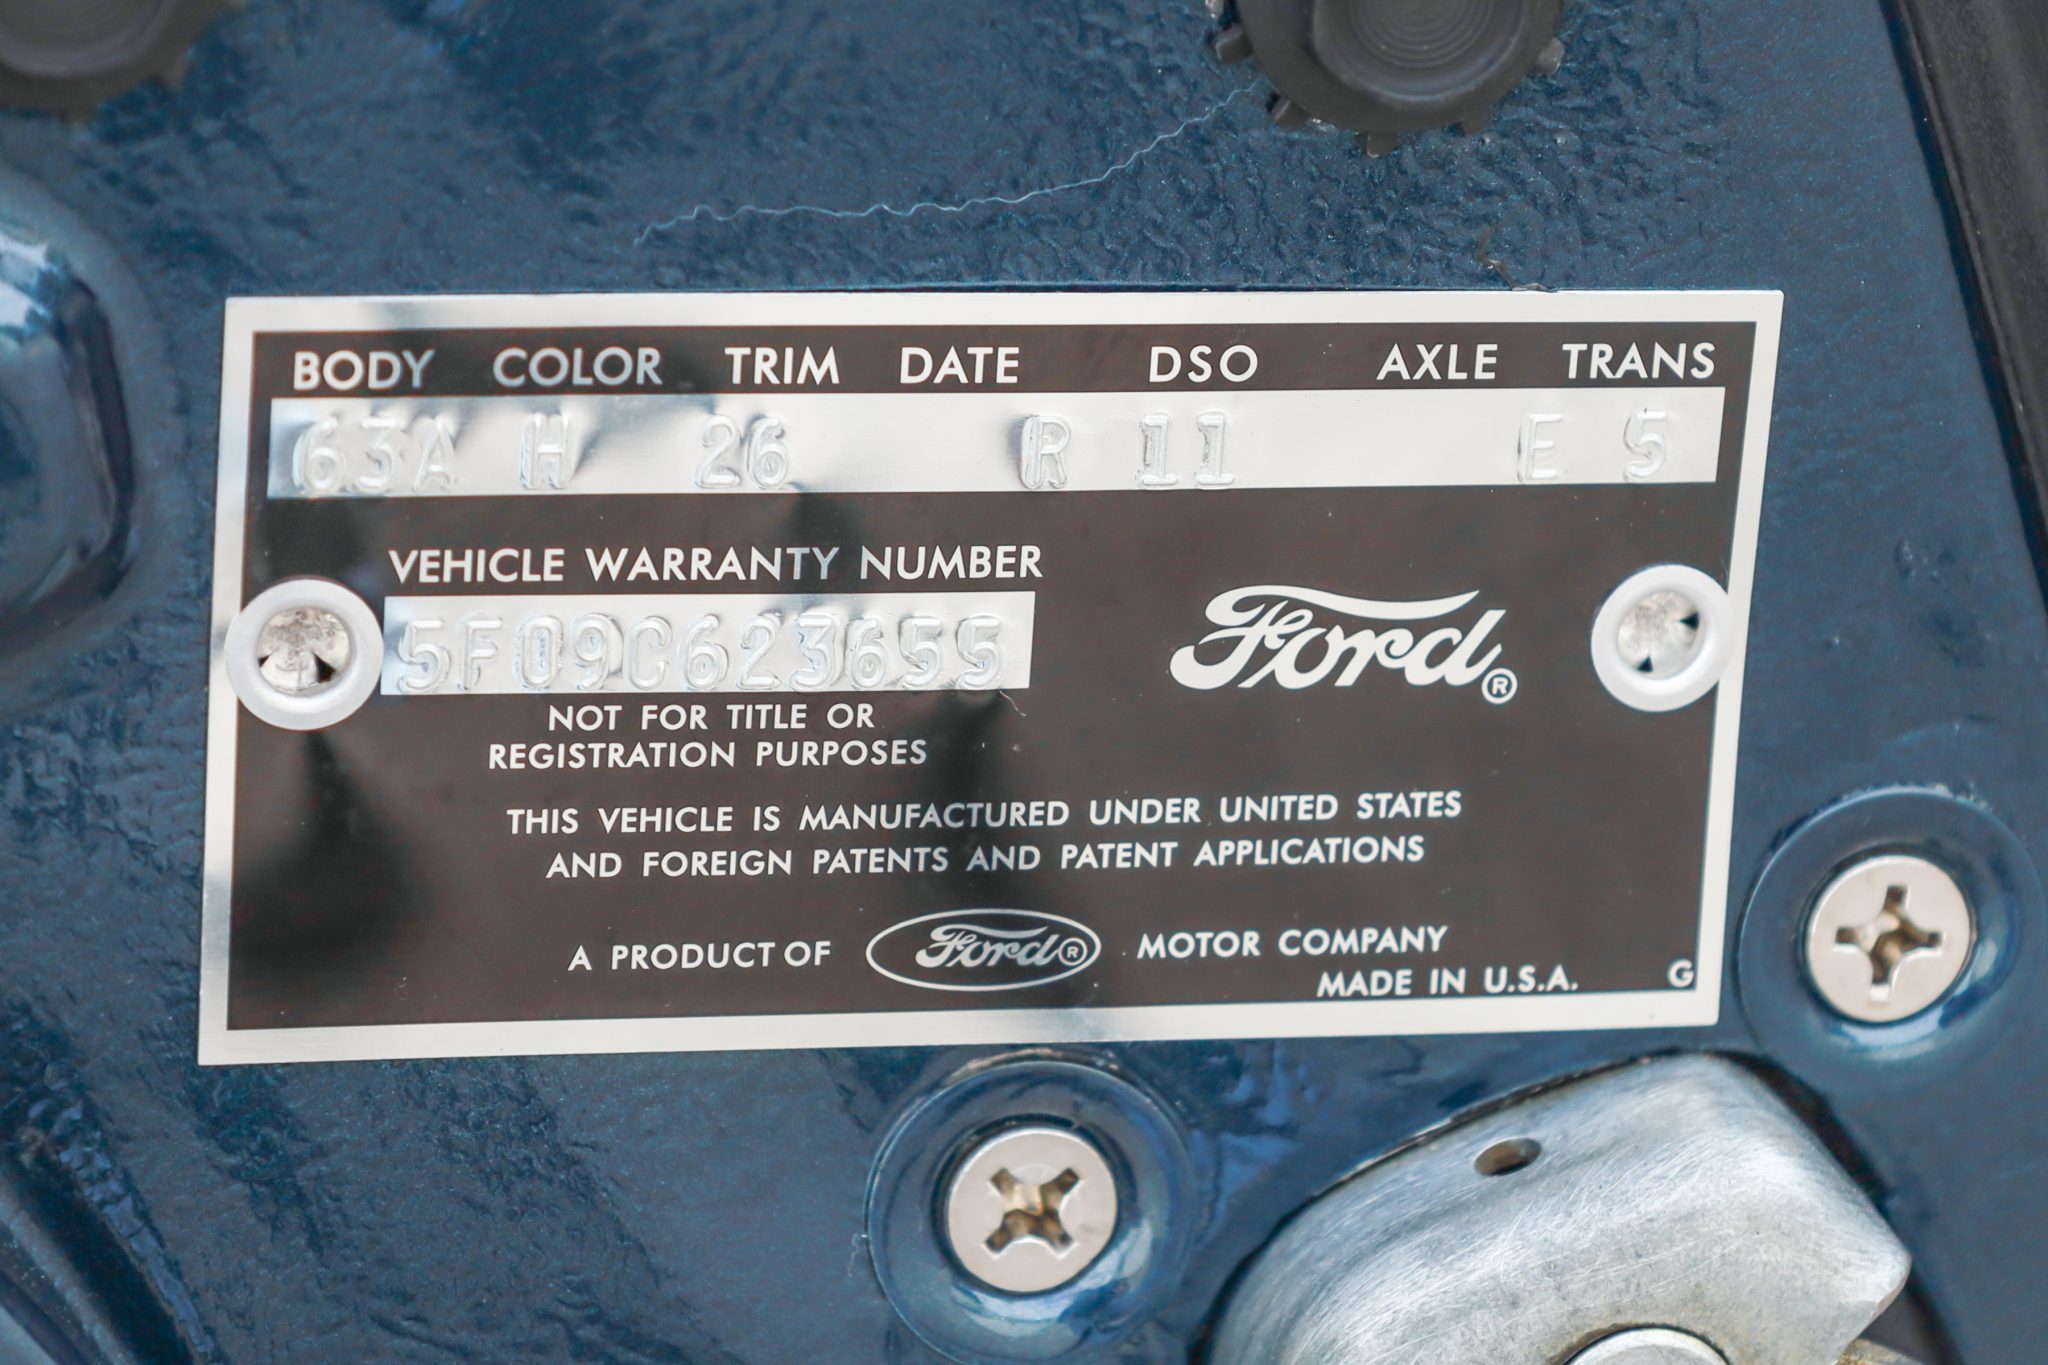 BODY COLOR TRIM DATE DSO AXLE TRANS
63A H 26 R 11 E 5
VEHICLE WARRANTY NUMBER
5F09C623655
Ford®
NOT FOR TITLE OR
REGISTRATION PURPOSES
THIS VEHICLE IS MANUFACTURED UNDER UNITED STATES
AND FOREIGN PATENTS AND PATENT APPLICATIONS
A PRODUCT OF Ford® MOTOR COMPANY
MADE IN U.S.A. G